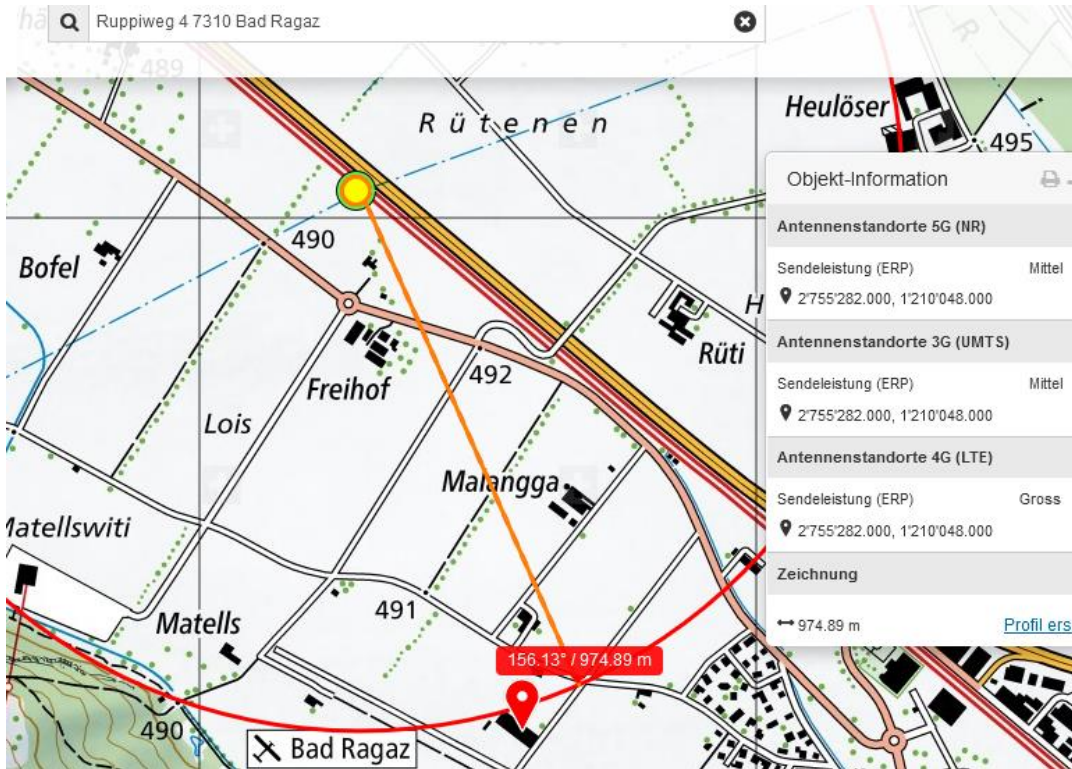 Ruppiweg 4 7310 Bad Ragaz
489
Rütenen
Heulöser
495
R
Objekt-Information
Antennenstandorte 5G (NR)
Sendeleistung (ERP) Mittel
2'755'282.000, 1'210'048.000
Antennenstandorte 3G (UMTS)
Sendeleistung (ERP) Mittel
2'755'282.000, 1'210'048.000
Antennenstandorte 4G (LTE)
Sendeleistung (ERP) Gross
2'755'282.000, 1'210'048.000
Zeichnung
974.89 m Profil ers
490
Bofel
H
Rüti
492
Freihof
Lois
Malangga
Matellswiti
491
Matells
156.13° / 974.89 m
490
Bad Ragaz